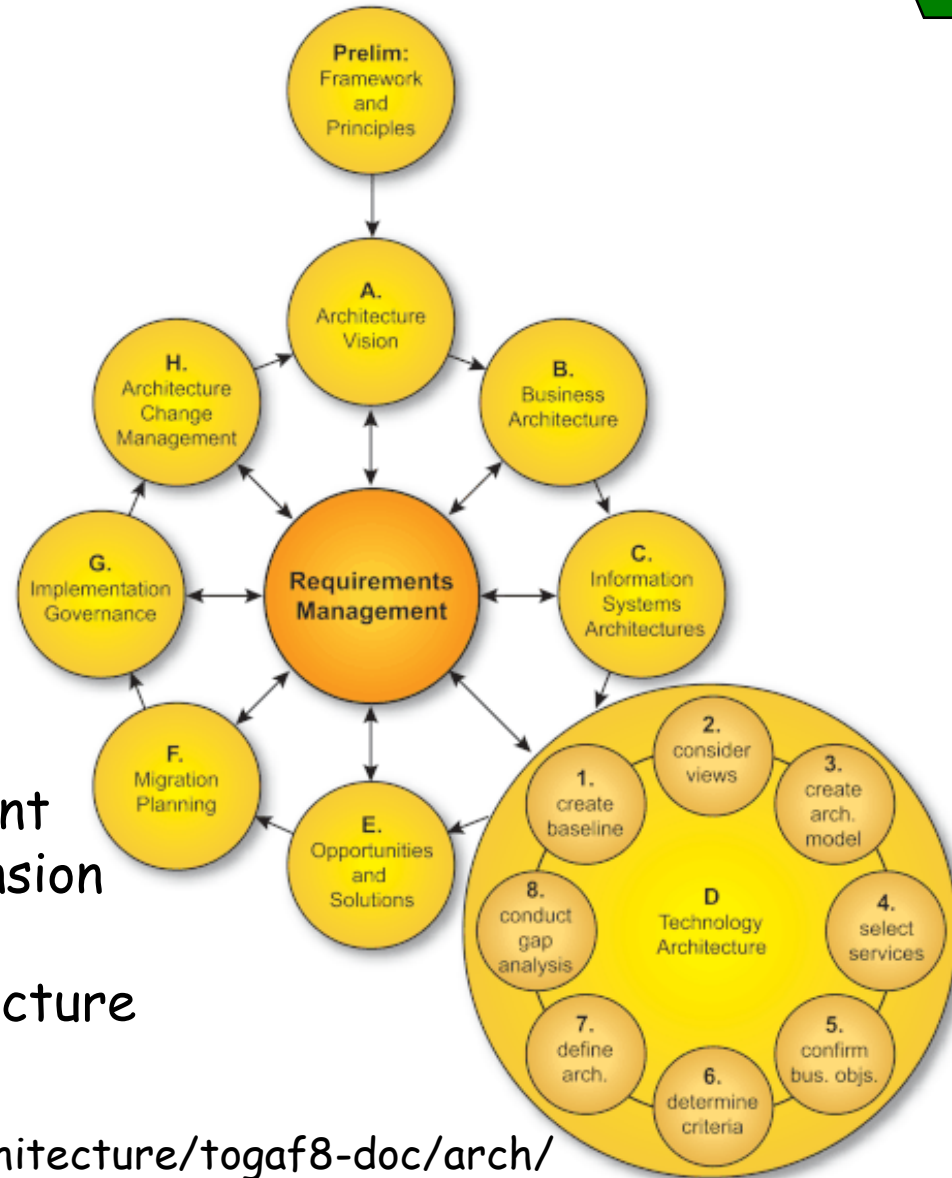 Prelim:
Framework
and
Principles
A.
Architecture
Vision
H.
Architecture
Change
Management
B.
Business
Architecture
G.
Implementation
Governance
Requirements
Management
C.
Information
Systems
Architectures
F.
Migration
Planning
E.
Opportunities
and
Solutions
D
Technology
Architecture
1.
create
baseline
2.
consider
views
3.
create
arch.
model
4.
select
services
5.
confirm
bus. objs.
6.
determine
criteria
7.
define
arch.
8.
conduct
gap
analysis
nt
nsion
cture
hitecture/togaf8-doc/arch/